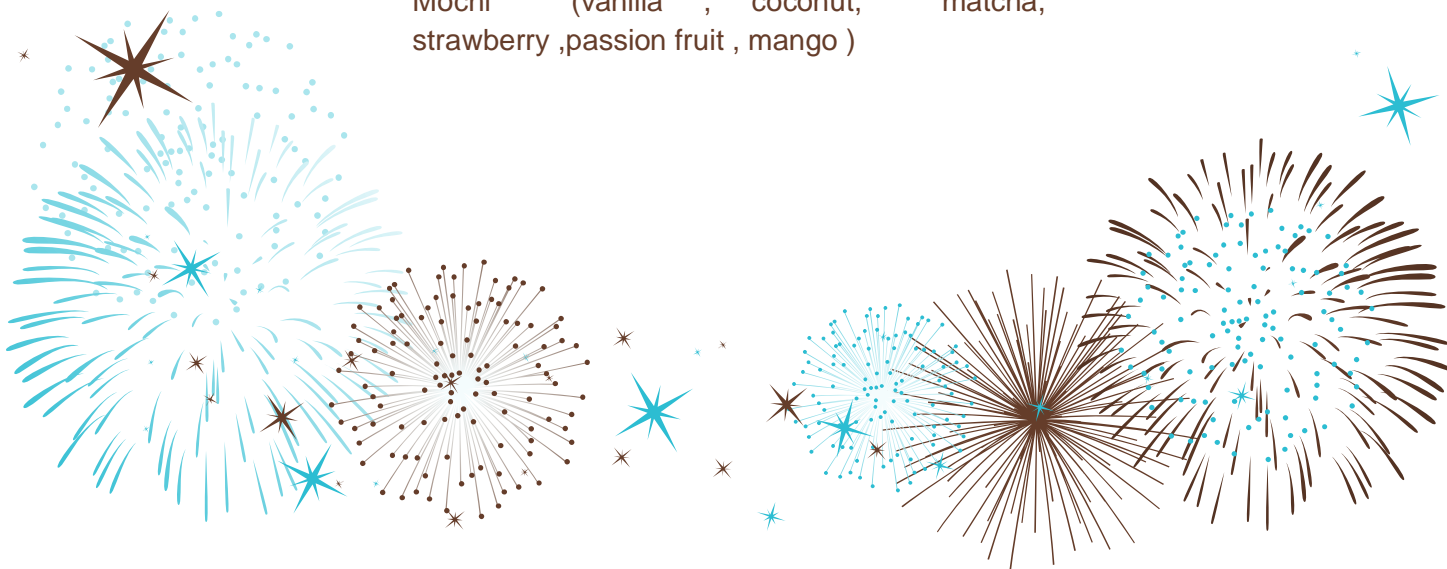 Mochi (vanilla , coconut, matcha,
strawberry ,passion fruit , mango )